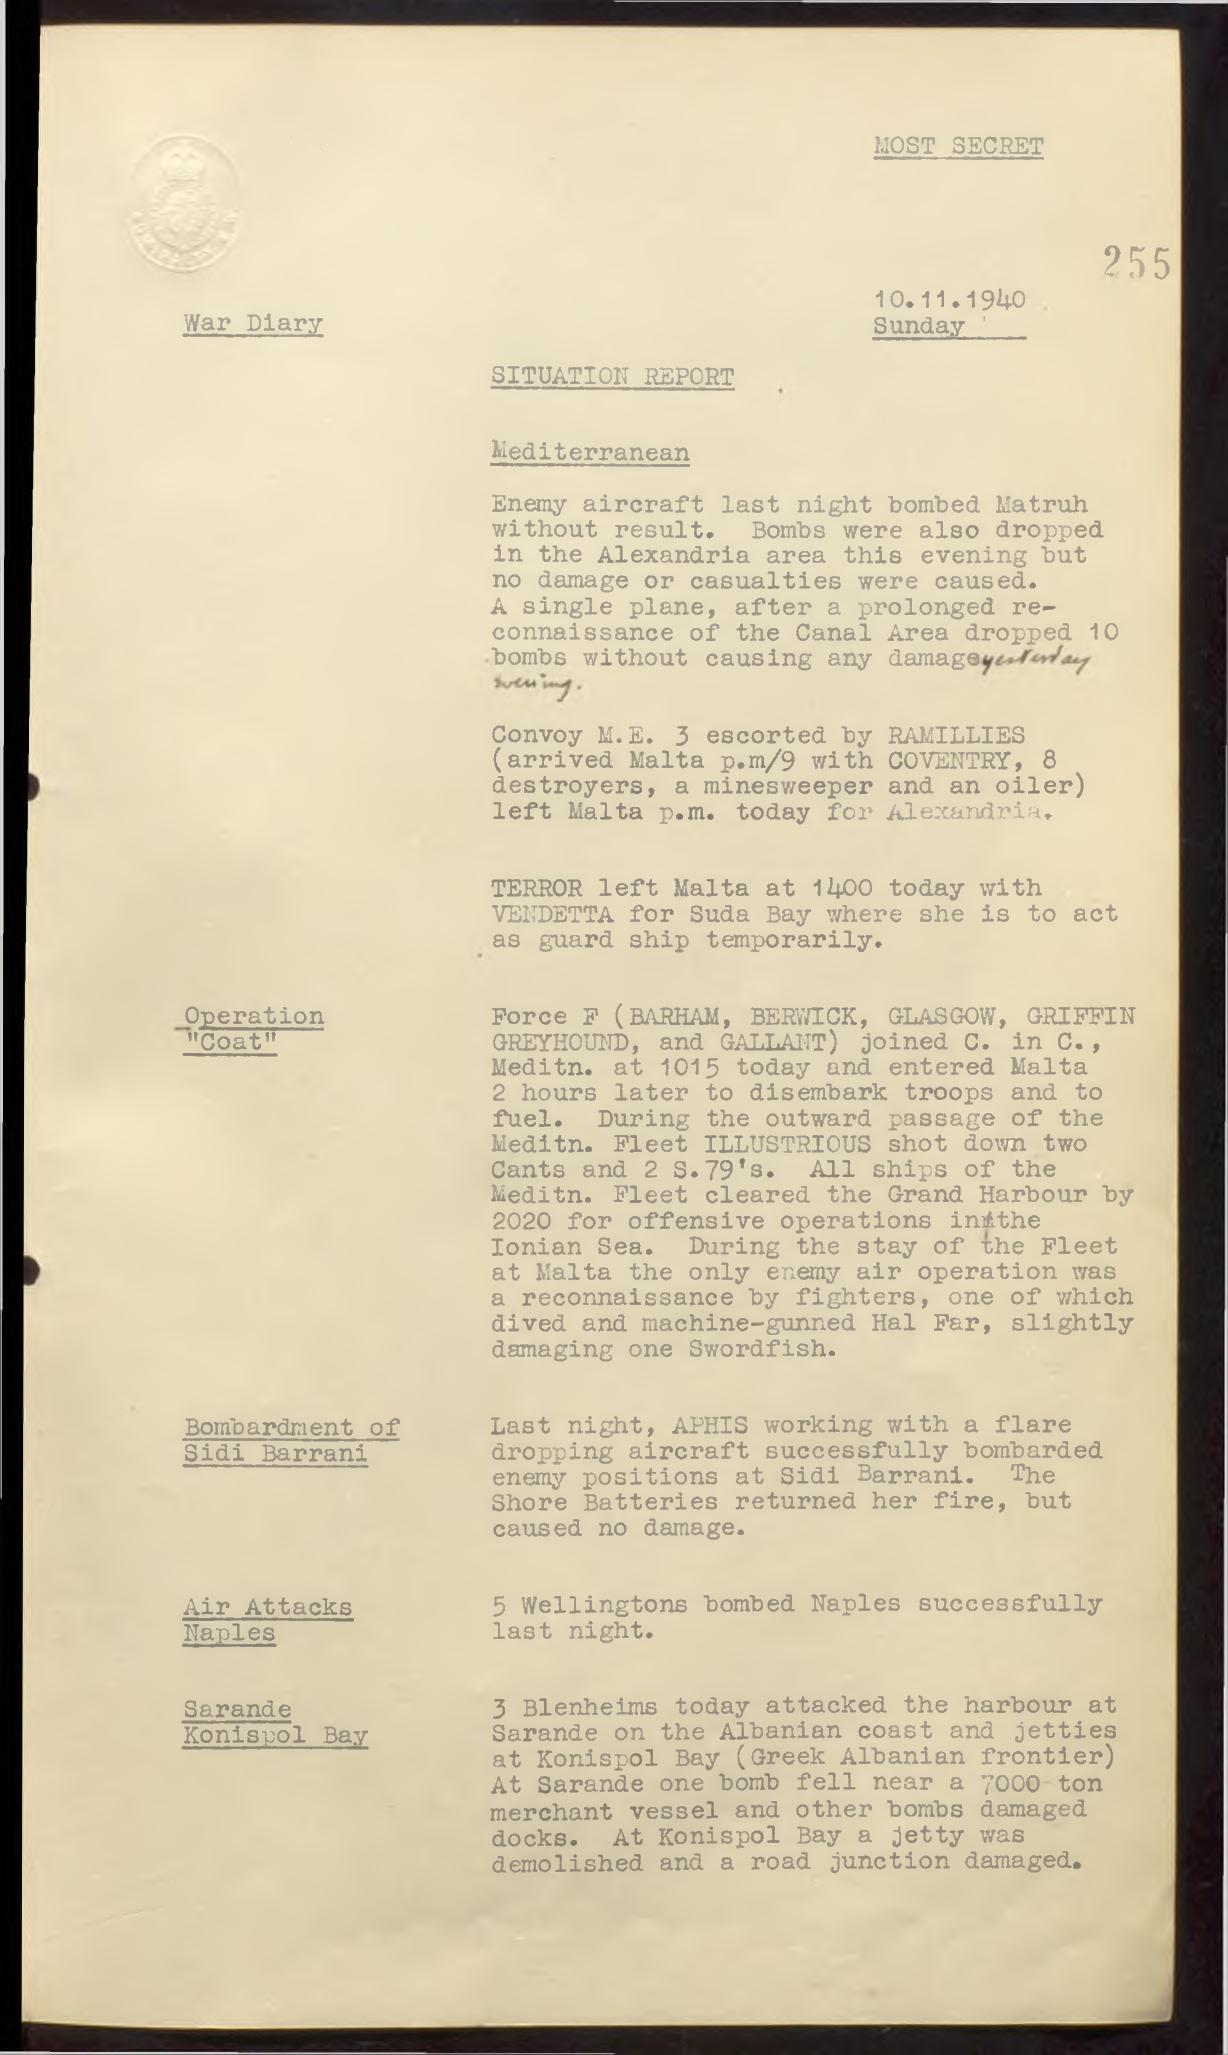 MOST SECRET
255
10.11.1940
War Diary
Sunday
SITUATION REPORT
Mediterranean
Enemy aircraft last night bombed Matruh
without result. Bombs were also dropped
in the Alexandria area this evening but
no damage or casualties were caused.
A single plane, after a prolonged re-
connaissance of the Canal Area dropped 10
bombs without causing any damage yesterday
evening.
Convoy M.E. 3 escorted by RAMILLIES
(arrived Malta p.m/9 with COVENTRY, 8
destroyers, a minesweeper and an oiler)
left Malta p.m. today for Alexandria.
TERROR left Malta at 1400 today with
VENDETTA for Suda Bay where she is to act
as guard ship temporarily.
Operation
"Coat"
Force F (BARHAM, BERWICK, GLASGOW, GRIFFIN
GREYHOUND, and GALLANT) joined C. in C.,
Meditn. at 1015 today and entered Malta
2 hours later to disembark troops and to
fuel. During the outward passage of the
Meditn. Fleet ILLUSTRIOUS shot down two
Cants and 2 S.79's. All ships of the
Meditn. Fleet cleared the Grand Harbour by
2020 for offensive operations in the
Ionian Sea. During the stay of the Fleet
at Malta the only enemy air operation was
a reconnaissance by fighters, one of which
dived and machine-gunned Hal Far, slightly
damaging one Swordfish.
Bombardment of
Sidi Barrani
Last night, APHIS working with a flare
dropping aircraft successfully bombarded
enemy positions at Sidi Barrani. The
Shore Batteries returned her fire, but
caused no damage.
Air Attacks
Naples
5 Wellingtons bombed Naples successfully
last night.
Sarande
Konispol Bay
3 Blenheims today attacked the harbour at
Sarande on the Albanian coast and jetties
at Konispol Bay (Greek Albanian frontier)
At Sarande one bomb fell near a 7000 ton
merchant vessel and other bombs damaged
docks. At Konispol Bay a jetty was
demolished and a road junction damaged.